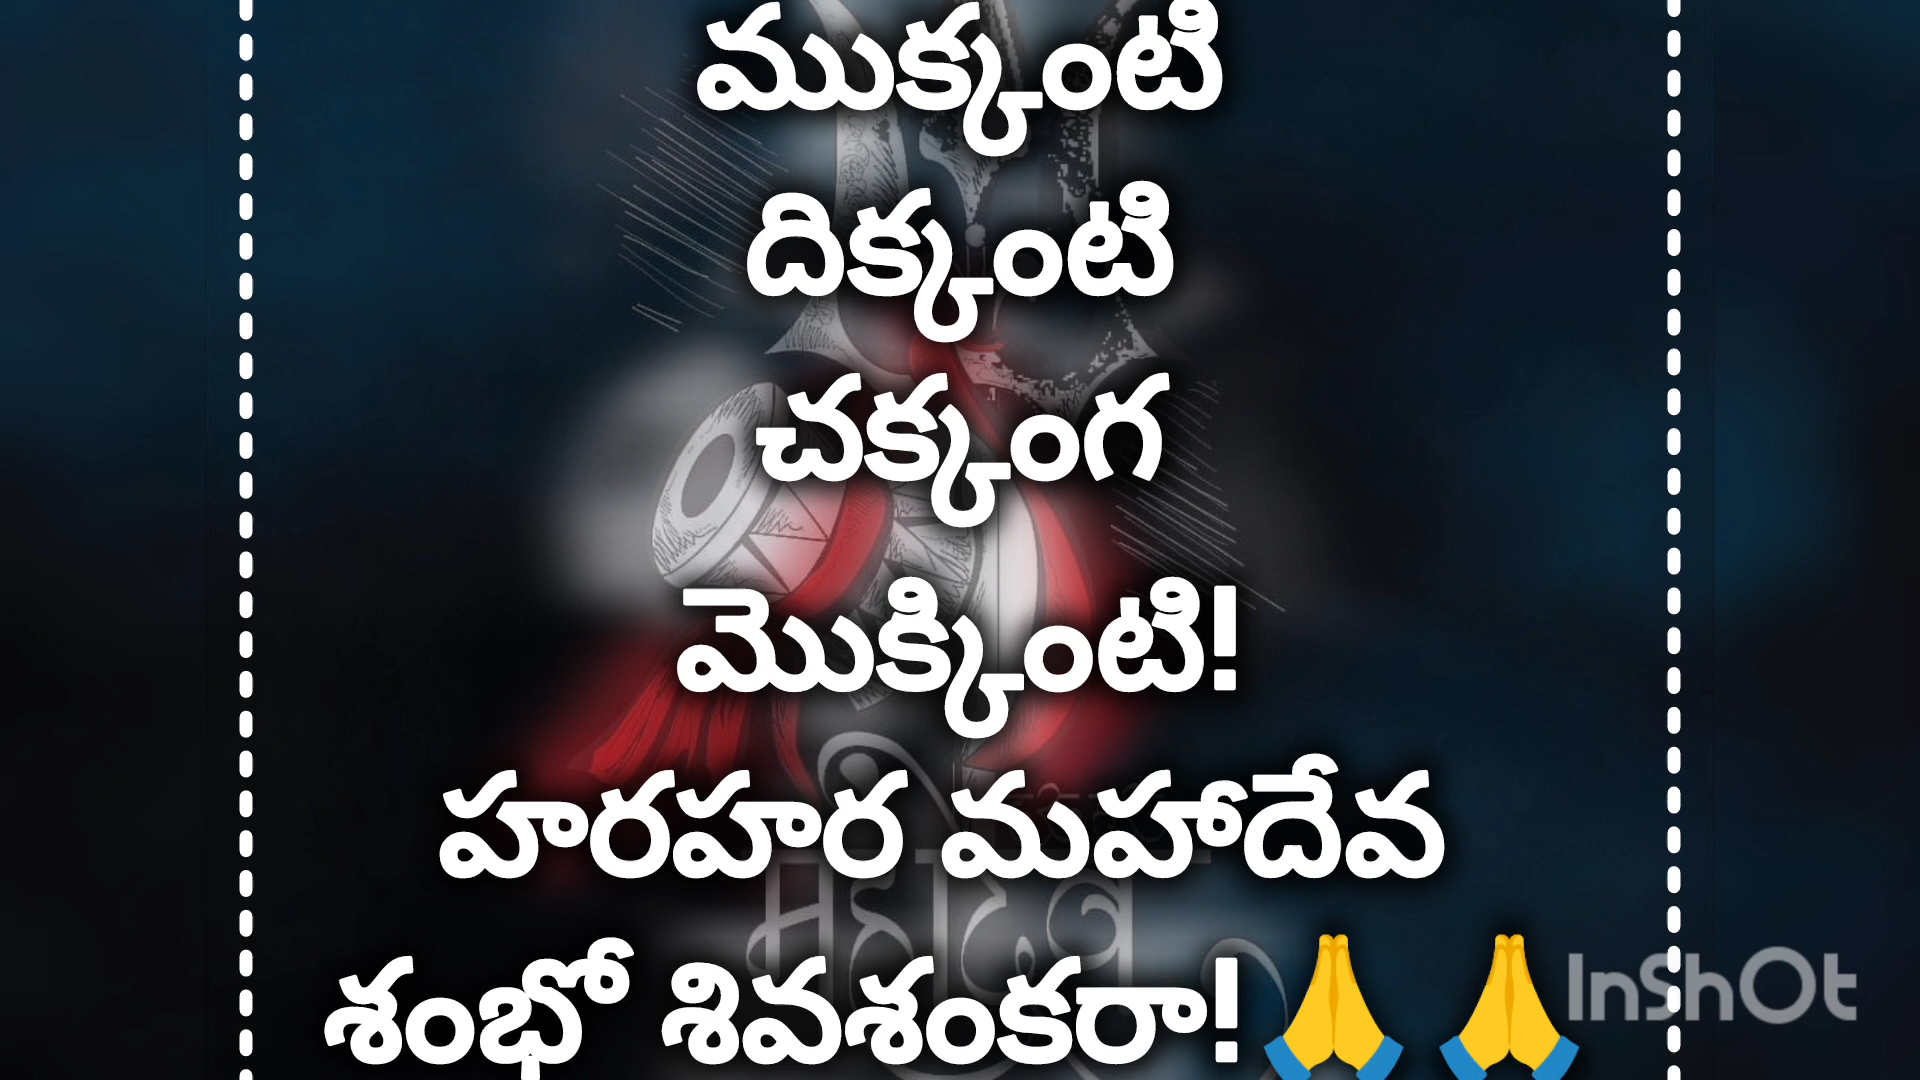 ముక్కంటి
దిక్కంటి
చక్కంగ
మొక్కింటి!
హరహర మహాదేవ
శంభో శివశంకరా!🙏 🙏
InShOt